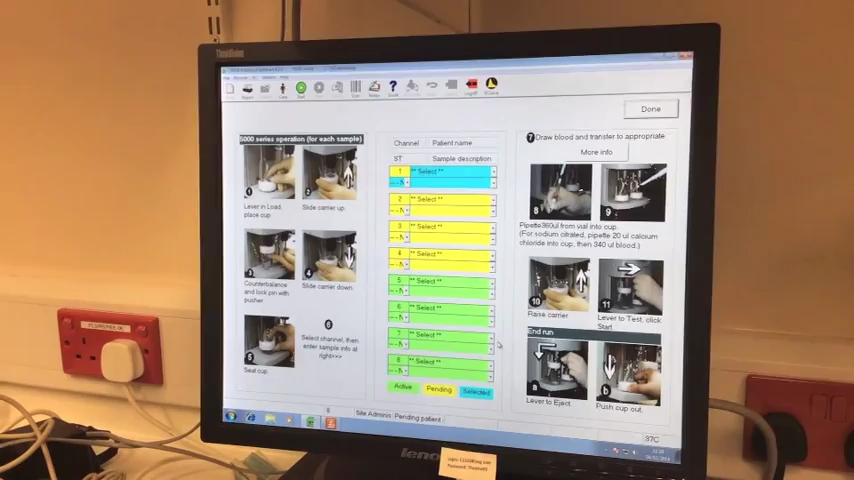 ThinkVision
Done
5000 series operation (for each sample)
1
Lever in Load,
place cup.
2
Slide carrier up.
3
Counterbalance
and lock pin with
pusher
4
Slide carrier down.
5
Seat cup.
6
Select channel, then
enter sample info at
right>>>
Channel
Patient name
ST
Sample description
1 ** Select **
2 ** Select **
3 ** Select **
4 ** Select **
5 ** Select **
6 ** Select **
7 ** Select **
8 ** Select **
Active
Pending
Selected
7 Draw blood and transfer to appropriate
More info
8
9
Pipette360ul from vial into cup.
(For sodium citrated, pipette 20 ul calcium
chloride into cup, then 340 ul blood.)
10
Raise carrier
11
Lever to Test, click
Start.
End run
a
Lever to Eject.
b
Push cup out.
Site Adminis
Pending patient
37C
leno